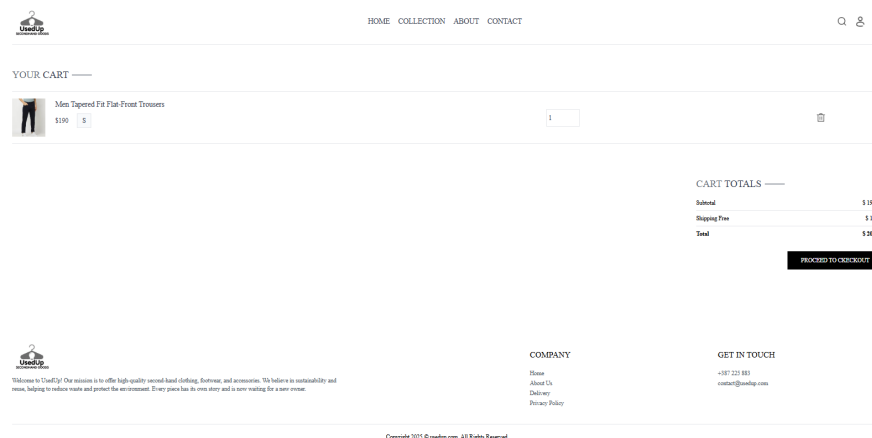 UsedUp
SECONDHAND GOODS
HOME COLLECTION ABOUT CONTACT
YOUR CART
Men Tapered Fit Flat-Front Trousers
$190 S
1
CART TOTALS
Subtotal $ 19
Shipping Free $ 1
Total $ 20
PROCEED TO CKECKOUT
UsedUp
SECONDHAND GOODS
Welcome to UsedUp! Our mission is to offer high-quality second-hand clothing, footwear, and accessories. We believe in sustainability and
reuse, helping to reduce waste and protect the environment. Every piece has its own story and is now waiting for a new owner.
COMPANY
Home
About Us
Delivery
Privacy Policy
GET IN TOUCH
+387 225 883
contact@usedup.com
Copyright 2025 © usedup.com. All Rights Reserved.